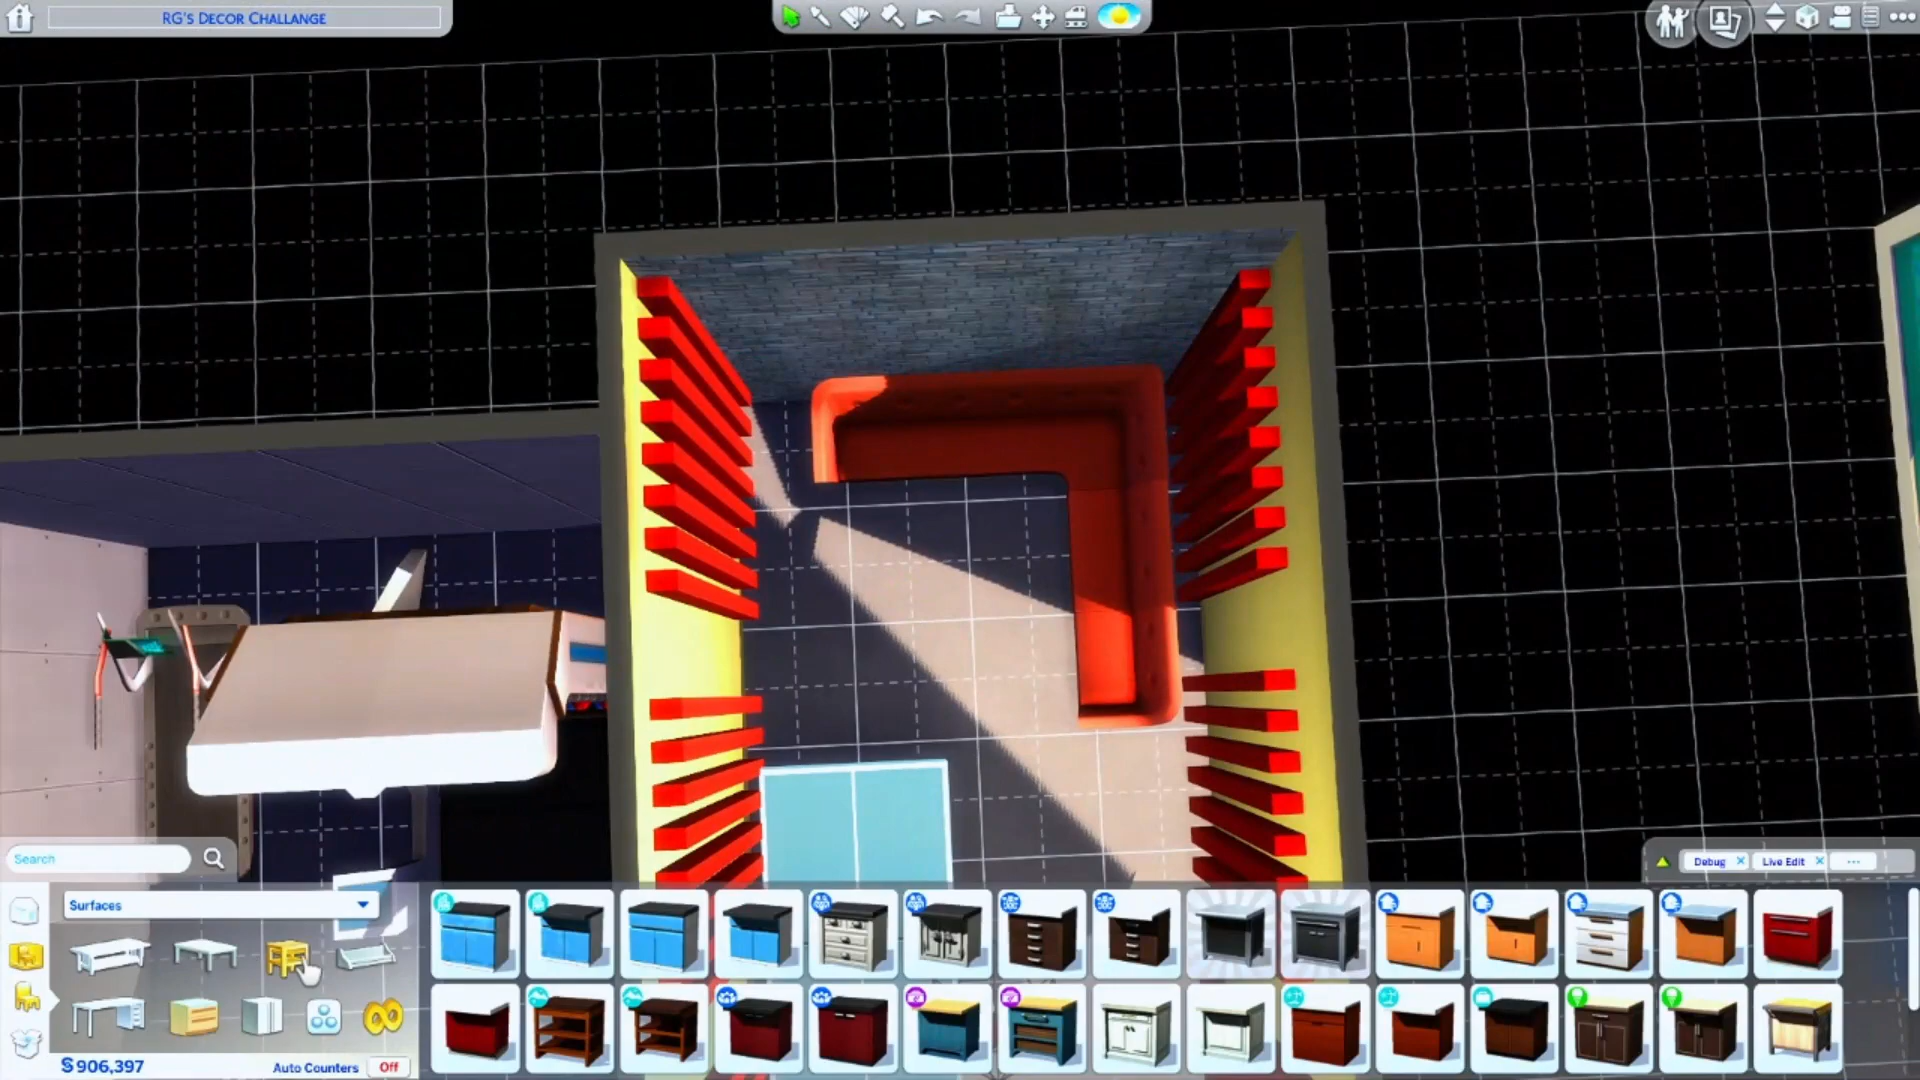 RG's Decor Challange
Search
Debug
Live Edit
Surfaces
§906,397
Auto Counters
Off